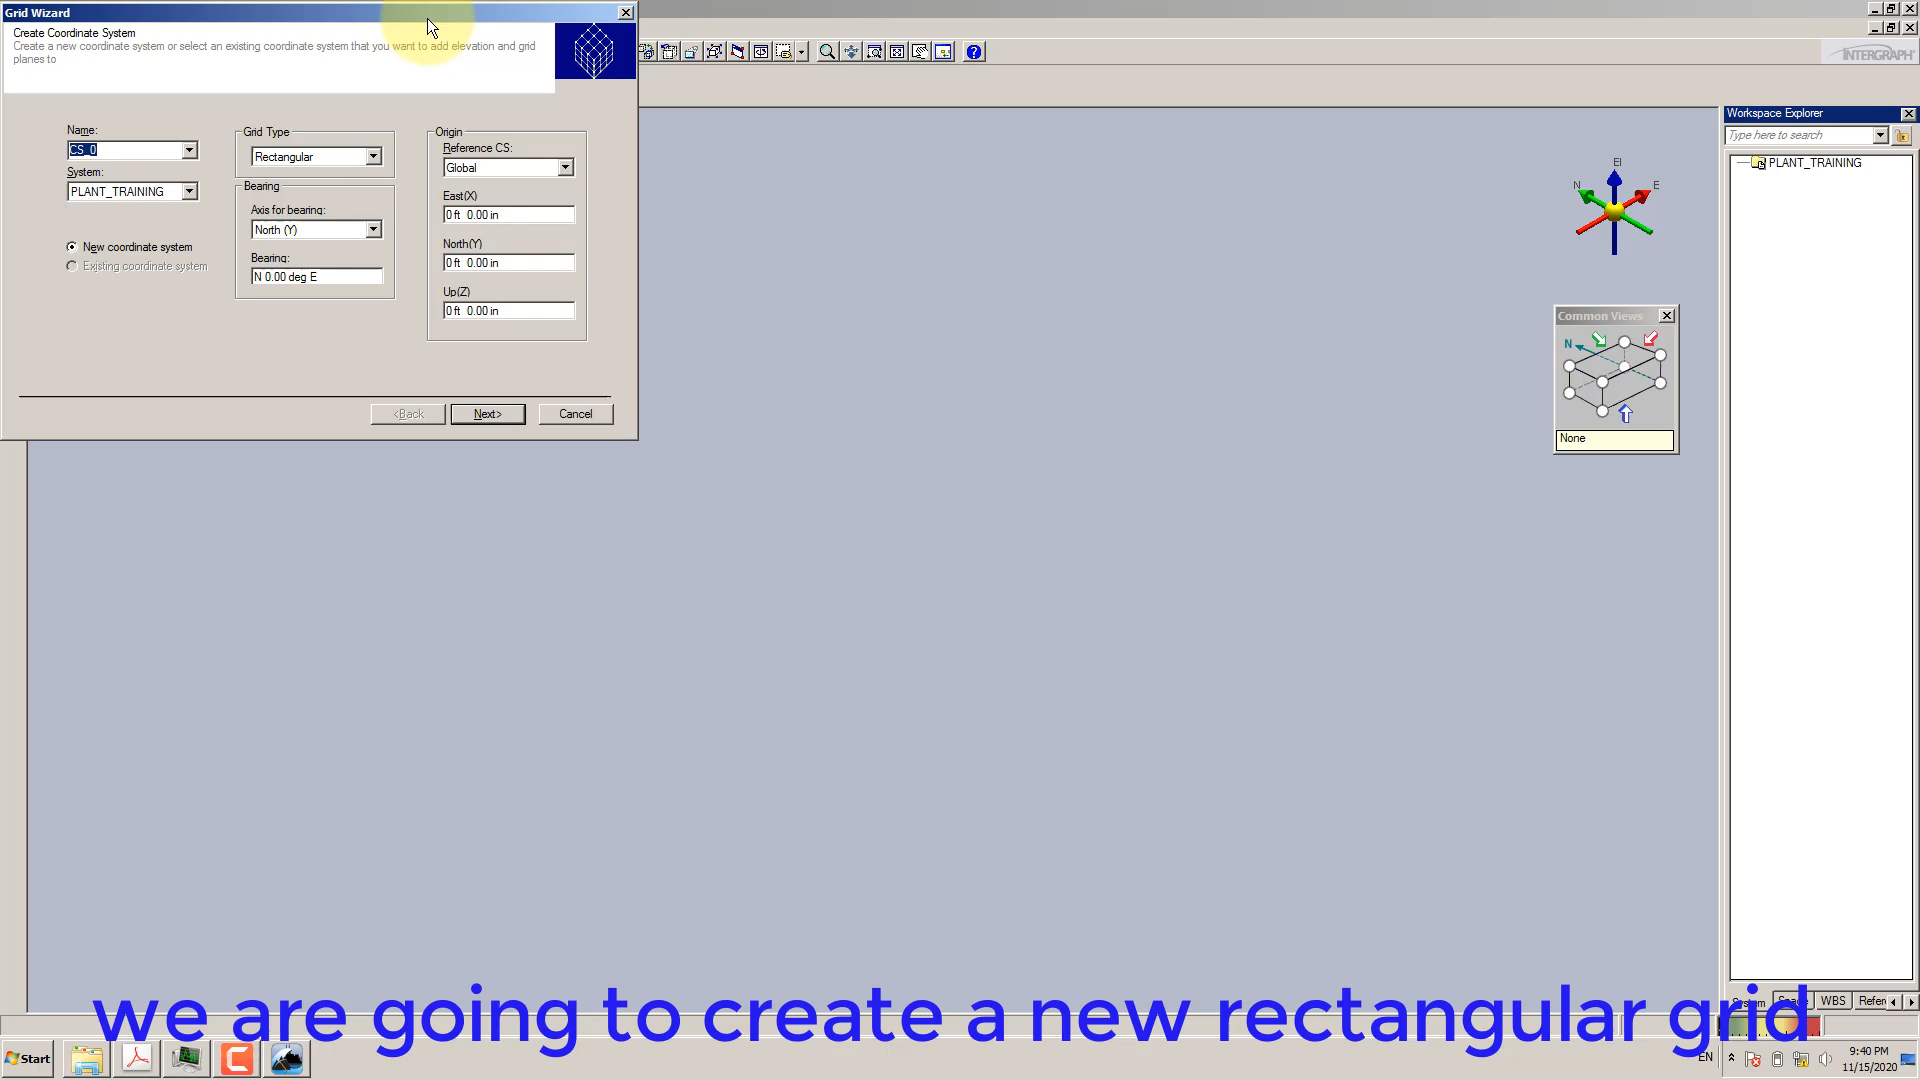 Grid Wizard
Create Coordinate System
Create a new coordinate system or select an existing coordinate system that you want to add elevation and grid
planes to
INTERGRAPH
Name:
CS_0
System:
PLANT_TRAINING
New coordinate system
Existing coordinate system
Grid Type
Rectangular
Bearing
Axis for bearing:
North (Y)
Bearing:
N 0.00 deg E
Origin
Reference CS:
Global
East(X)
0 ft 0.00 in
North(Y)
0 ft 0.00 in
Up(Z)
0 ft 0.00 in
<Back
Next>
Cancel
El
N
E
Common Views
N
None
Workspace Explorer
Type here to search
PLANT_TRAINING
System
Space
WBS
Refere
we are going to create a new rectangular grid
Start
EN
9:40 PM
11/15/2020